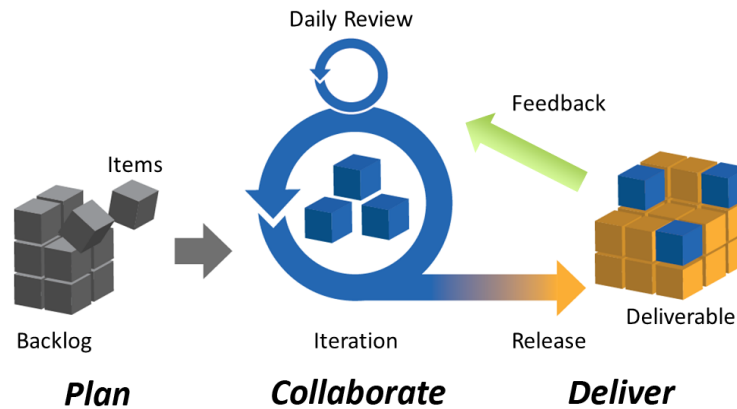 Daily Review
Feedback
Items
Backlog
Iteration
Release
Deliverable
Plan
Collaborate
Deliver